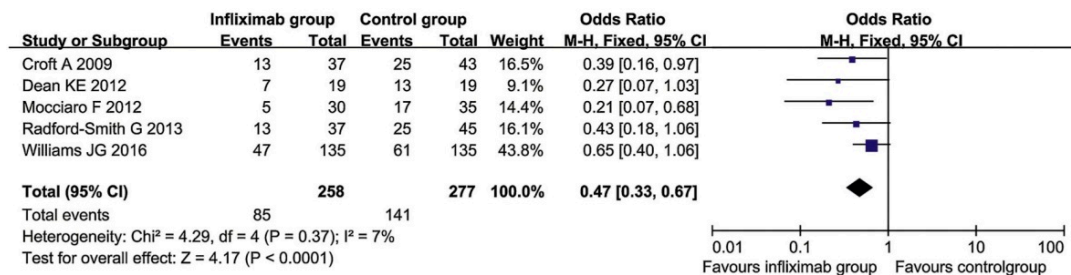 Infliximab group Control group Odds Ratio Odds Ratio
Study or Subgroup Events Total Events Total Weight M-H, Fixed, 95% CI M-H, Fixed, 95% CI
Croft A 2009 13 37 25 43 16.5% 0.39 [0.16, 0.97]
Dean KE 2012 7 19 13 19 9.1% 0.27 [0.07, 1.03]
Mocciaro F 2012 5 30 17 35 14.4% 0.21 [0.07, 0.68]
Radford-Smith G 2013 13 37 25 45 16.1% 0.43 [0.18, 1.06]
Williams JG 2016 47 135 61 135 43.8% 0.65 [0.40, 1.06]
Total (95% CI) 258 277 100.0% 0.47 [0.33, 0.67]
Total events 85 141
Heterogeneity: Chi² = 4.29, df = 4 (P = 0.37); I² = 7%
Test for overall effect: Z = 4.17 (P < 0.0001)
0.01 0.1 1 10 100
Favours infliximab group Favours controlgroup